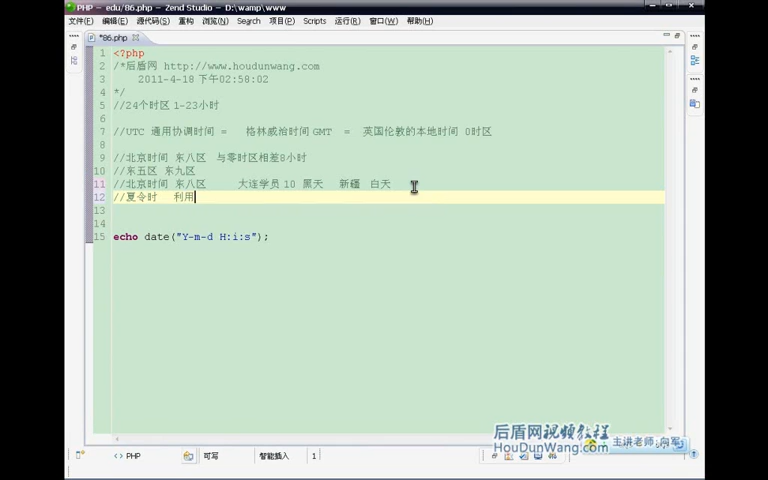 PHP - edu/86.php - Zend Studio - D:\wamp\www
文件(F) 编辑(E) 源代码(S) 重构 浏览(N) Search 项目(P) Scripts 运行(R) 窗口(W) 帮助(H)
*86.php
1 <?php
2 /*后盾网 http://www.houdunwang.com
3 2011-4-18 下午02:58:02
4 */
5 //24个时区 1-23小时
6
7 //UTC 通用协调时间 = 格林威治时间 GMT = 英国伦敦的本地时间 0时区
8
9 //北京时间 东八区 与零时区相差8小时
10 //东五区 东九区
11 //北京时间 东八区 大连学员 10 黑天 新疆 白天
12 //夏令时 利用
13
14
15 echo date("Y-m-d H:i:s");
后盾网视频教程
HouDunWang.com
主讲老师:向军
PHP 可写 智能插入 1